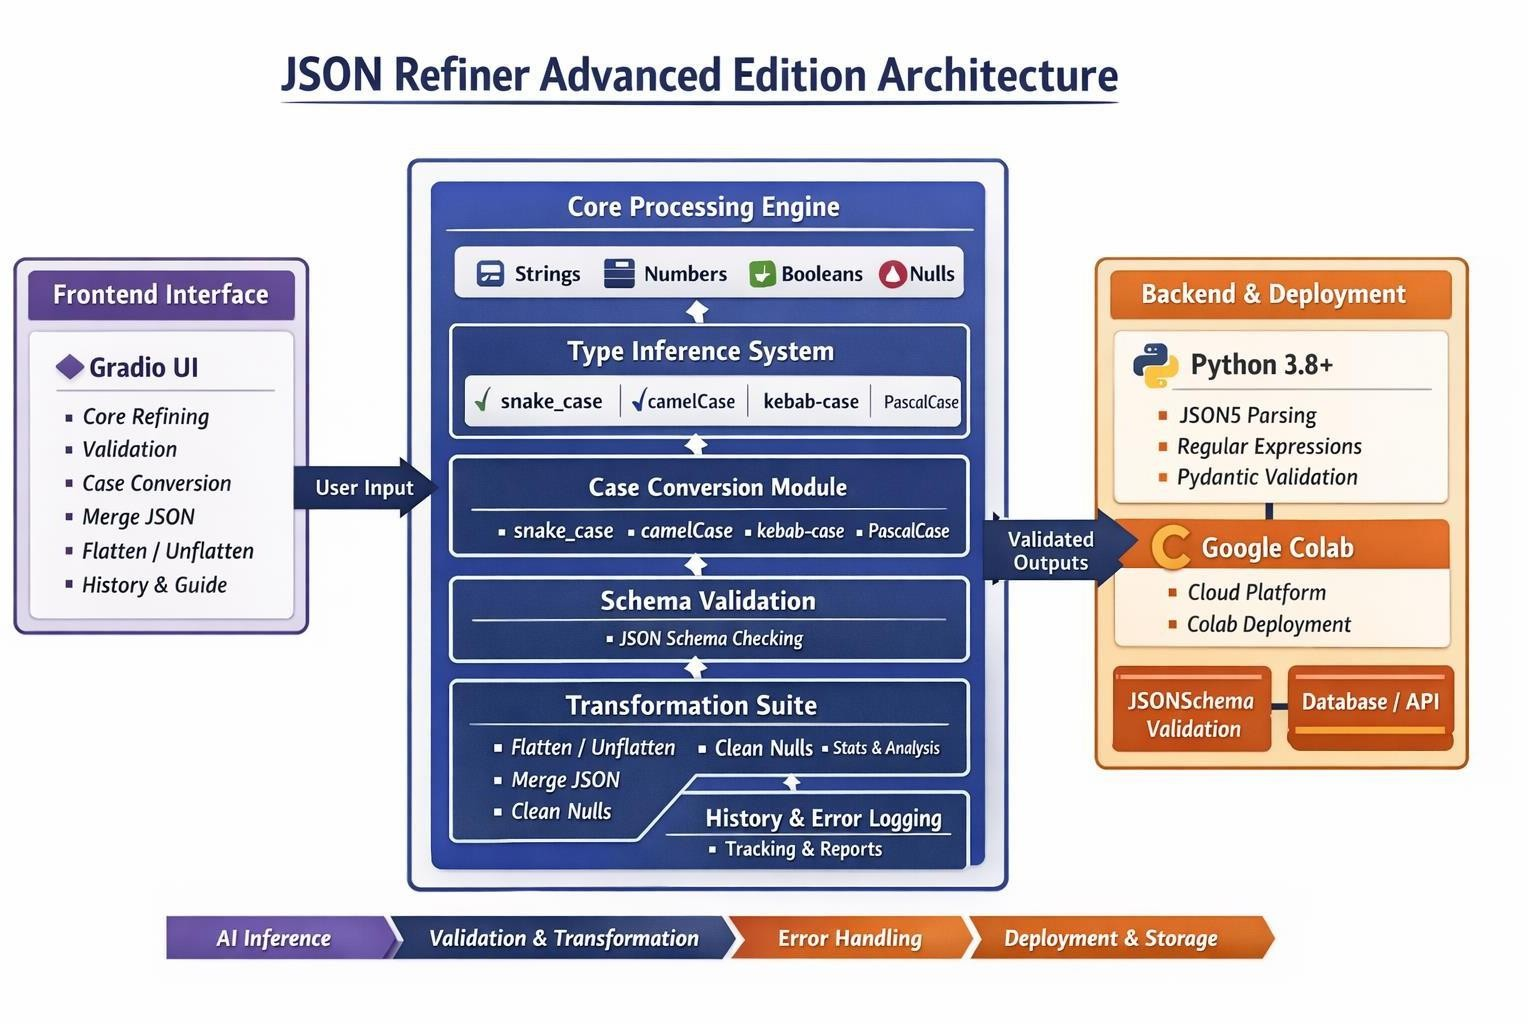 JSON Refiner Advanced Edition Architecture
Frontend Interface
Gradio UI
Core Refining
Validation
Case Conversion
Merge JSON
Flatten / Unflatten
History & Guide
User Input
Core Processing Engine
Strings Numbers Booleans Nulls
Type Inference System
snake_case camelCase kebab-case PascalCase
Case Conversion Module
snake_case camelCase kebab-case PascalCase
Schema Validation
JSON Schema Checking
Transformation Suite
Flatten / Unflatten Clean Nulls Stats & Analysis
Merge JSON
Clean Nulls
History & Error Logging
Tracking & Reports
Validated
Outputs
Backend & Deployment
Python 3.8+
JSON5 Parsing
Regular Expressions
Pydantic Validation
Google Colab
Cloud Platform
Colab Deployment
JSONSchema
Validation
Database / API
AI Inference Validation & Transformation Error Handling Deployment & Storage